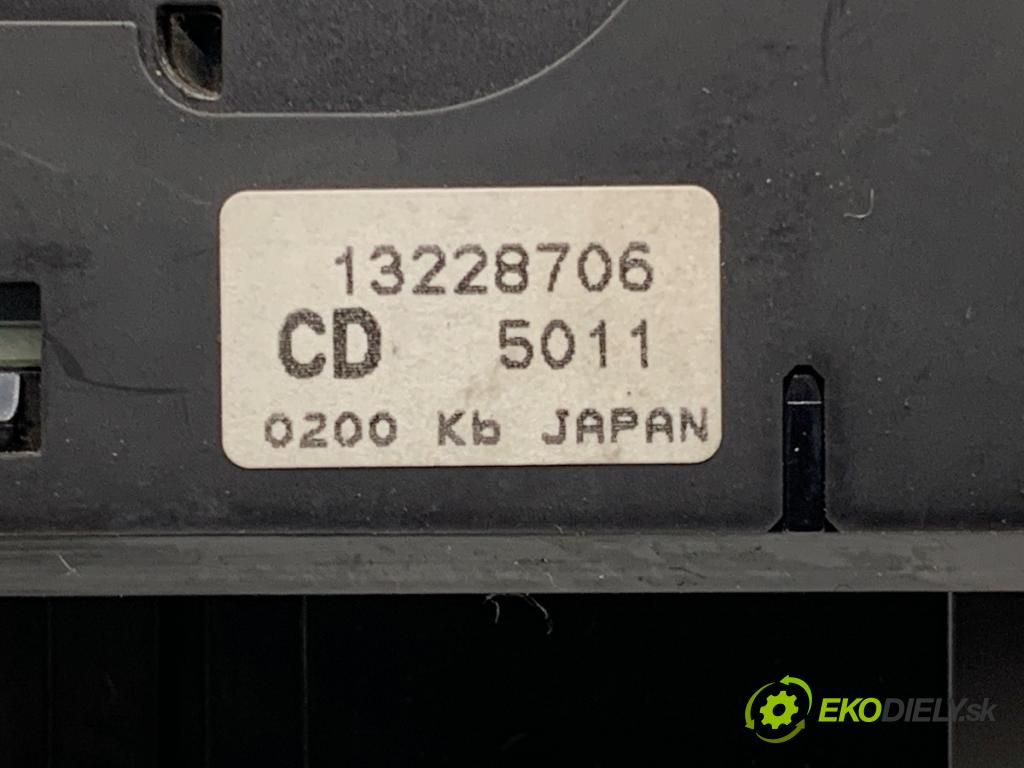 13228706
CD 5011
0200 Kb JAPAN
EKODIELY.sk